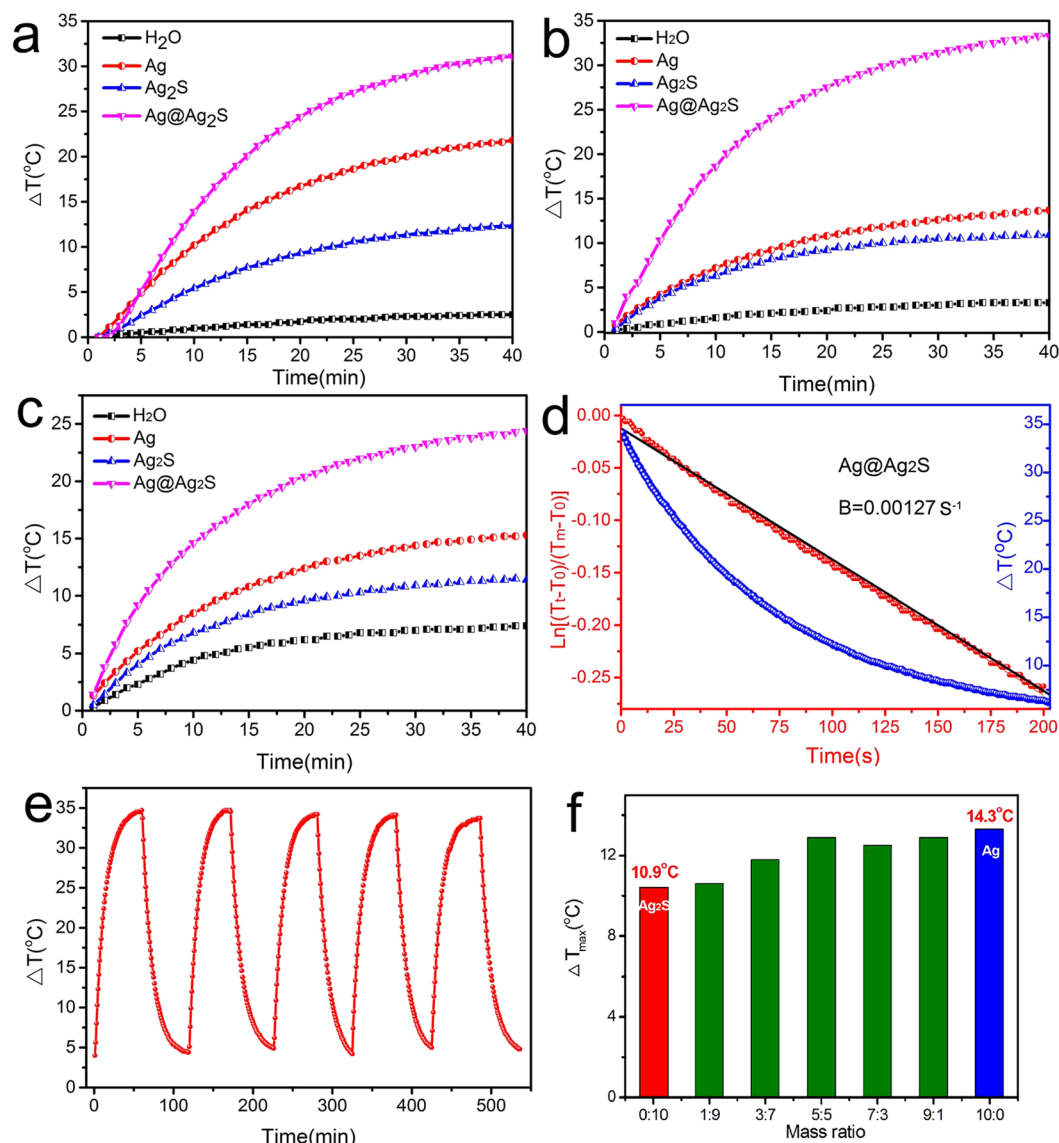 a
H₂O
Ag
Ag₂S
Ag@Ag₂S
35
30
25
20
15
10
5
0
△T(°C)
0 5 10 15 20 25 30 35 40
Time(min)
b
H₂O
Ag
Ag₂S
Ag@Ag₂S
35
30
25
20
15
10
5
0
△T(°C)
0 5 10 15 20 25 30 35 40
Time(min)
c
H₂O
Ag
Ag₂S
Ag@Ag₂S
25
20
15
10
5
0
△T(°C)
0 5 10 15 20 25 30 35 40
Time(min)
d
0.00
-0.05
-0.10
-0.15
-0.20
-0.25
Ln[(Tt-T0)/(Tm-T0)]
Ag@Ag₂S
B=0.00127 S⁻¹
35
30
25
20
15
10
△T(°C)
0 25 50 75 100 125 150 175 200
Time(s)
e
35
30
25
20
15
10
5
0
△T(°C)
0 100 200 300 400 500
Time(min)
f
12
8
4
0
△Tmax(°C)
10.9°C
Ag₂S
14.3°C
Ag
0:10 1:9 3:7 5:5 7:3 9:1 10:0
Mass ratio